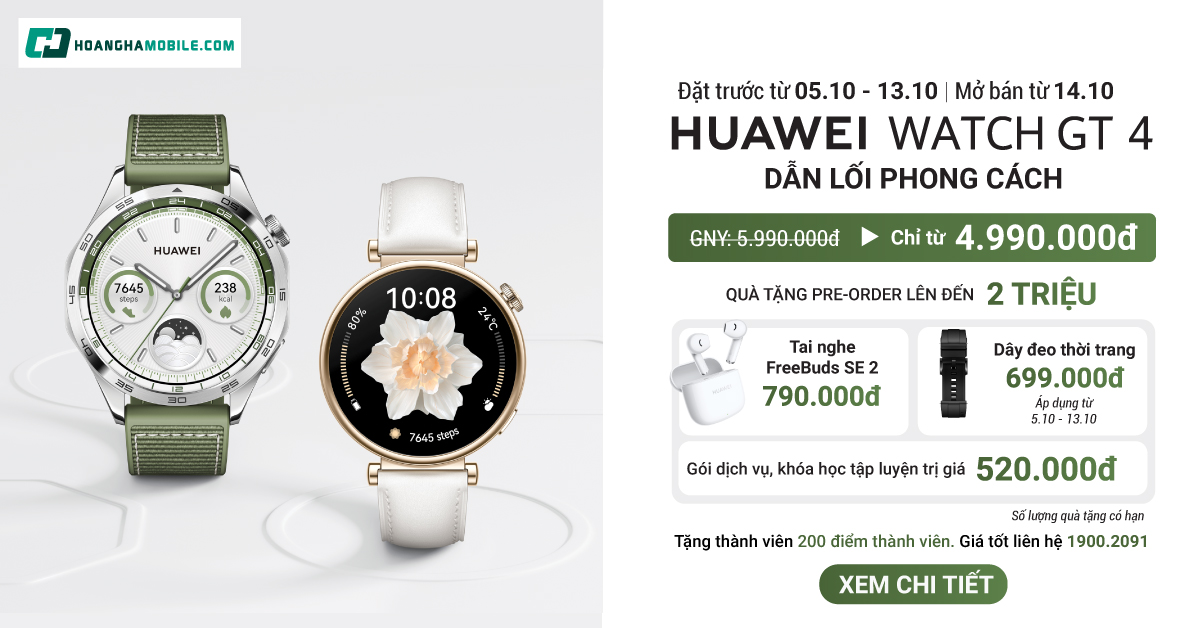 HOANGHAMOBILE.COM
Đặt trước từ 05.10 - 13.10 | Mở bán từ 14.10
HUAWEI WATCH GT 4
DẪN LỐI PHONG CÁCH
GNY: 5.990.000đ ▶ Chỉ từ 4.990.000đ
QUÀ TẶNG PRE-ORDER LÊN ĐẾN 2 TRIỆU
Tai nghe
FreeBuds SE 2
790.000đ
HUAWEI
Dây đeo thời trang
699.000đ
Áp dụng từ
5.10 - 13.10
Gói dịch vụ, khóa học tập luyện trị giá 520.000đ
Số lượng quà tặng có hạn
Tặng thành viên 200 điểm thành viên. Giá tốt liên hệ 1900.2091
XEM CHI TIẾT
HUAWEI
7645
steps
238
kcal
10:08
80%
24°C
7645 steps